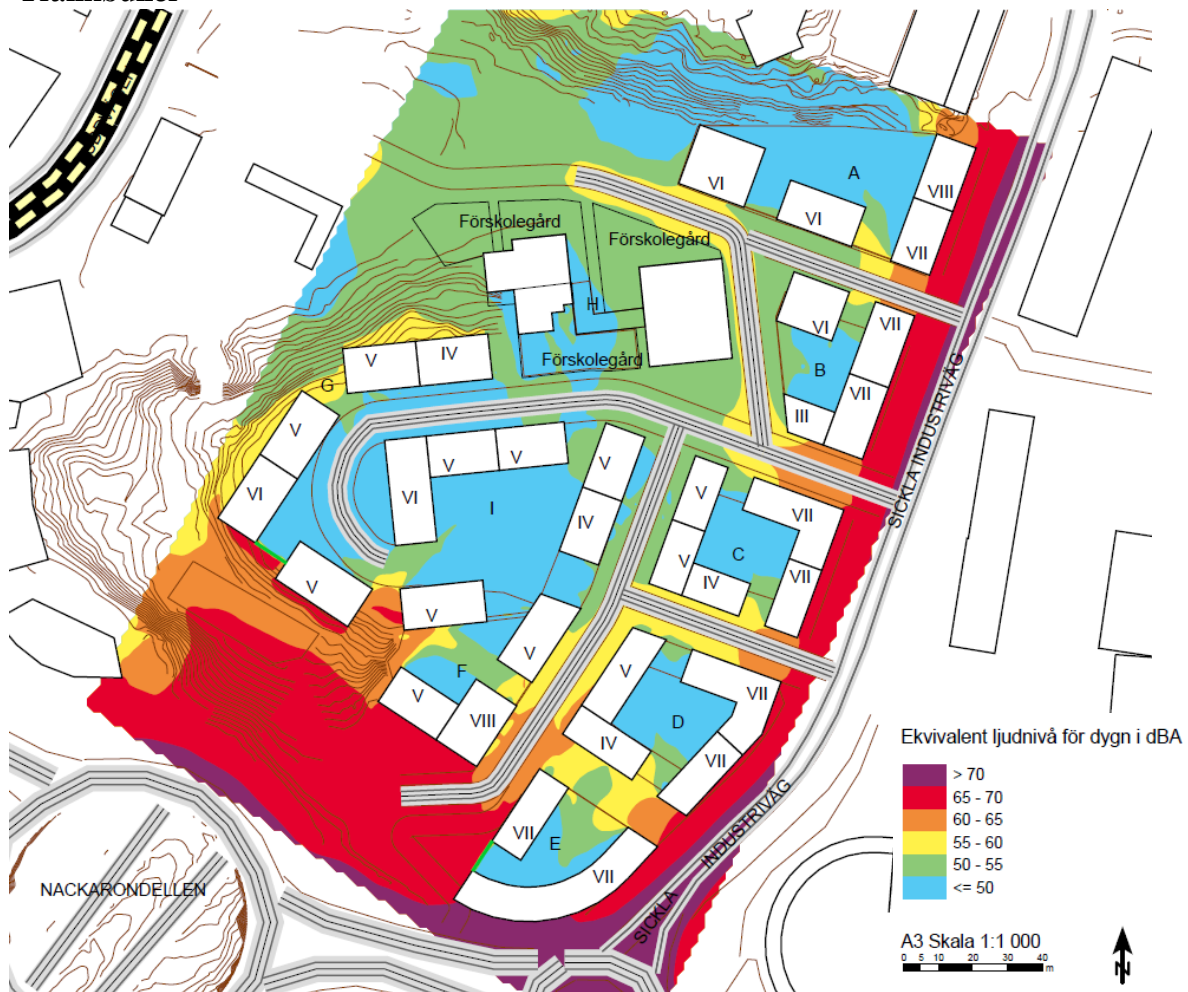 VI
A
VIII
VI
VII
Förskolegård
Förskolegård
H
VI
VII
Förskolegård
B
VII
III
V
IV
G
V
VI
V
V
VI
I
V
IV
V
VII
C
V
IV
VII
SICKLA INDUSTRIVÄG
V
V
V
F
V
VIII
V
VII
D
IV
VII
VII
E
VII
SICKLA
INDUSTRIVÄG
NACKARONDELLEN
Ekvivalent ljudnivå för dygn i dBA
> 70
65 - 70
60 - 65
55 - 60
50 - 55
<= 50
A3 Skala 1:1 000
0 5 10 20 30 40
m
N